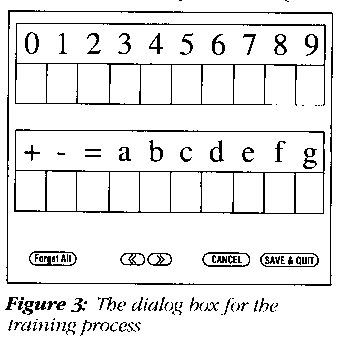 0 1 2 3 4 5 6 7 8 9
+ - = a b c d e f g
Forget All << >> CANCEL SAVE & QUIT
Figure 3: The dialog box for the
training process